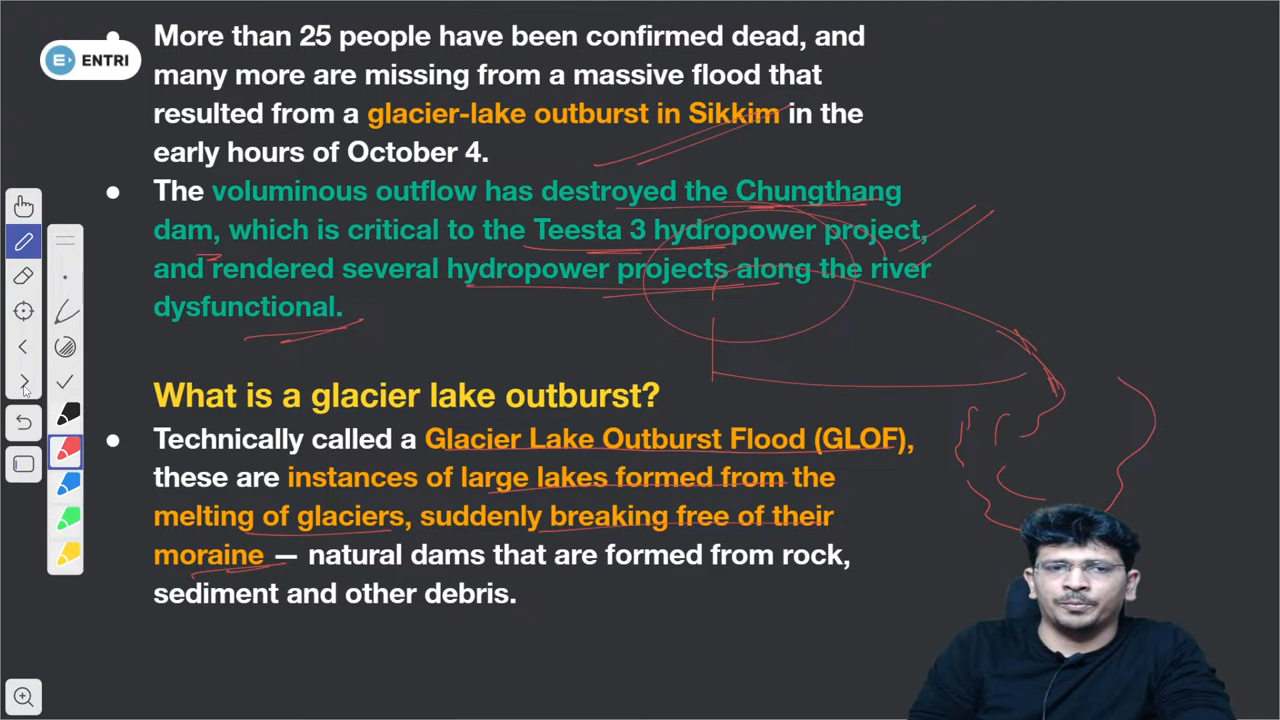 More than 25 people have been confirmed dead, and
ENTRI
many more are missing from a massive flood that
resulted from a glacier-lake outburst in Sikkim in the
early hours of October 4.
The voluminous outflow has destroyed the Chungthang
dam, which is critical to the Teesta 3 hydropower project,
and rendered several hydropower projects along the river
dysfunctional.
What is a glacier lake outburst?
Technically called a Glacier Lake Outburst Flood (GLOF),
these are instances of large lakes formed from the
melting of glaciers, suddenly breaking free of their
moraine — natural dams that are formed from rock,
sediment and other debris.